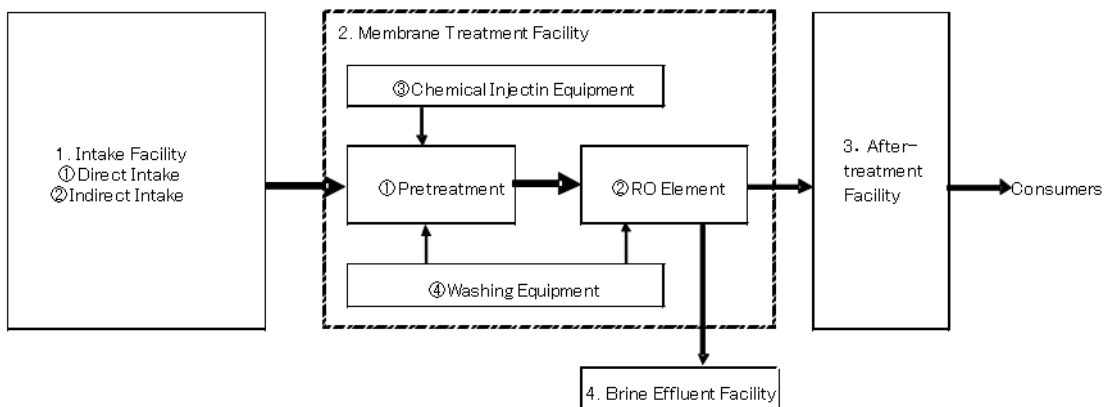 1. Intake Facility
①Direct Intake
②Indirect Intake
2. Membrane Treatment Facility
③Chemical Injectin Equipment
①Pretreatment
②RO Element
④Washing Equipment
3. After-
treatment
Facility
Consumers
4. Brine Effluent Facility